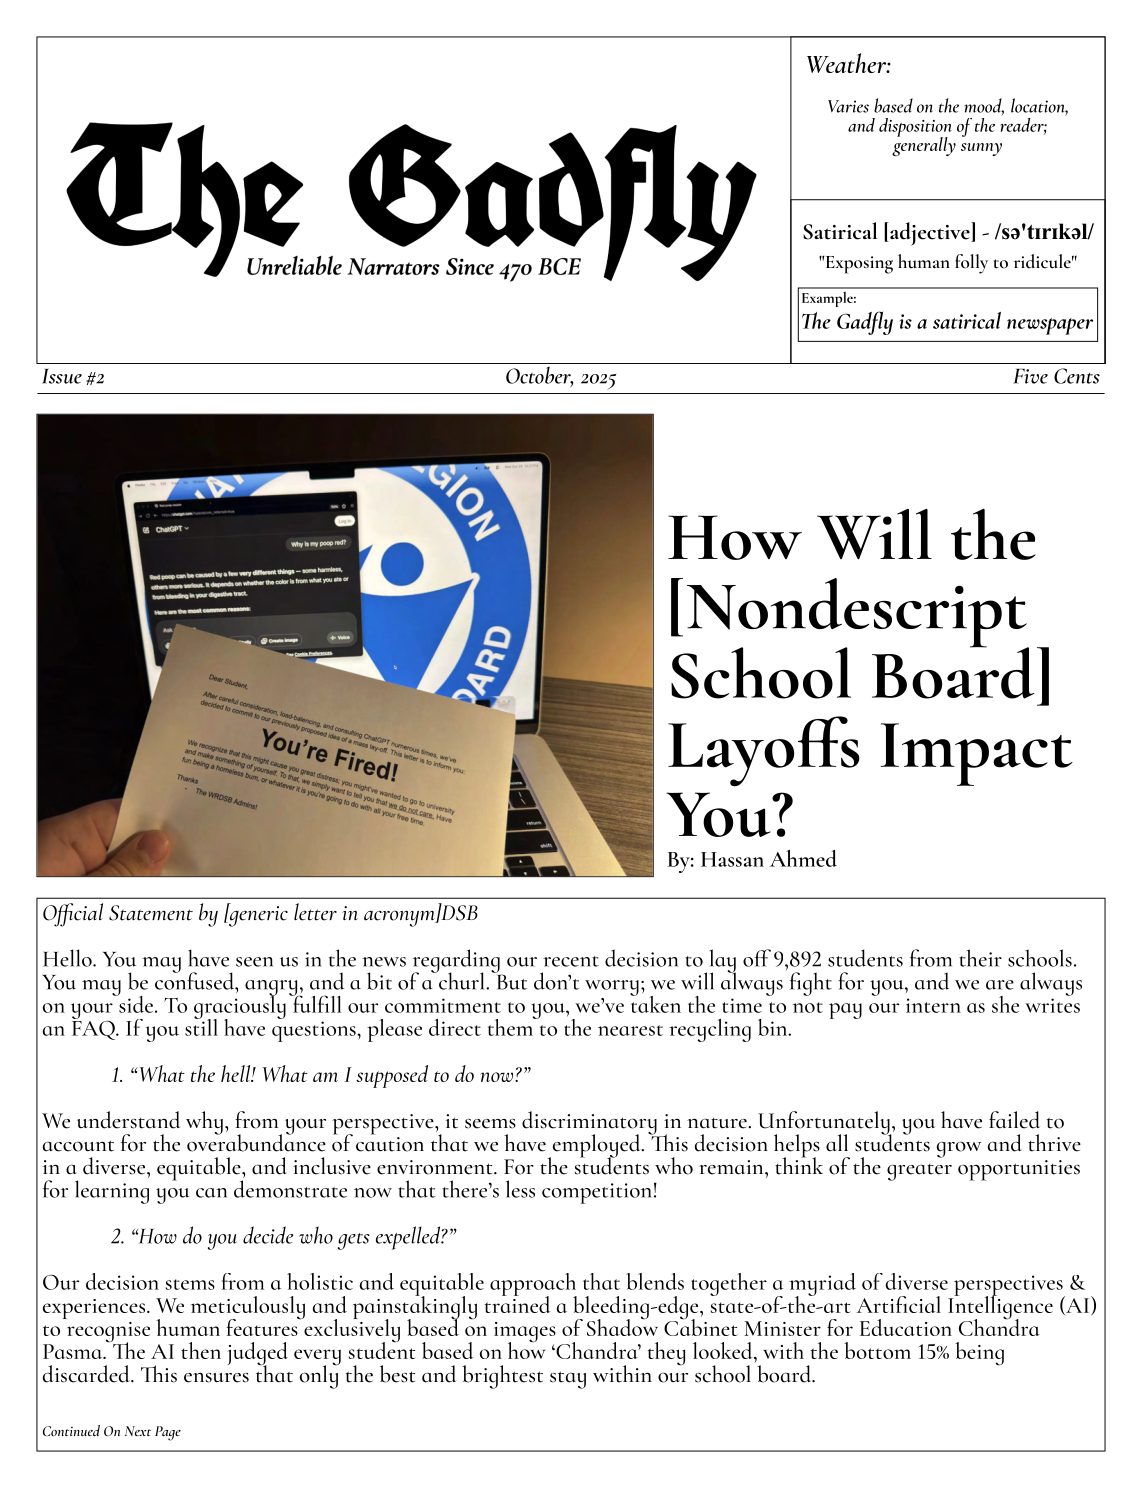 The Gadfly
Unreliable Narrators Since 470 BCE
Weather:
Varies based on the mood, location,
and disposition of the reader;
generally sunny
Satirical [adjective] - /sə'tɪrɪkəl/
"Exposing human folly to ridicule"
Example:
The Gadfly is a satirical newspaper
Issue #2
October, 2025
Five Cents
GION
ARD
ChatGPT
Log in
Why is my poop red?
Red poop can be caused by a few very different things — some harmless,
others more serious. It depends on whether the color is from what you ate or
from bleeding in your digestive tract.
Here are the most common reasons:
Ask
Create image
Voice
See Cookie Preferences.
Dear Student,
After careful consideration, load-balancing, and consulting ChatGPT numerous times, we've
decided to commit to our previously proposed idea of a mass lay-off. This letter is to inform you:
You're Fired!
We recognize that this might cause you great distress; you might've wanted to go to university
and make something of yourself. To that, we simply want to tell you that we do not care. Have
fun being a homeless bum, or whatever it is you're going to do with all your free time.
Thanks
- The WRDSB Admins!
return
shift
How Will the
[Nondescript
School Board]
Layoffs Impact
You?
By: Hassan Ahmed
Official Statement by [generic letter in acronym]DSB
Hello. You may have seen us in the news regarding our recent decision to lay off 9,892 students from their schools.
You may be confused, angry, and a bit of a churl. But don't worry; we will always fight for you, and we are always
on your side. To graciously fulfill our commitment to you, we've taken the time to not pay our intern as she writes
an FAQ. If you still have questions, please direct them to the nearest recycling bin.
1. “What the hell! What am I supposed to do now?”
We understand why, from your perspective, it seems discriminatory in nature. Unfortunately, you have failed to
account for the overabundance of caution that we have employed. This decision helps all students grow and thrive
in a diverse, equitable, and inclusive environment. For the students who remain, think of the greater opportunities
for learning you can demonstrate now that there's less competition!
2. “How do you decide who gets expelled?”
Our decision stems from a holistic and equitable approach that blends together a myriad of diverse perspectives &
experiences. We meticulously and painstakingly trained a bleeding-edge, state-of-the-art Artificial Intelligence (AI)
to recognise human features exclusively based on images of Shadow Cabinet Minister for Education Chandra
Pasma. The AI then judged every student based on how ‘Chandra’ they looked, with the bottom 15% being
discarded. This ensures that only the best and brightest stay within our school board.
Continued On Next Page